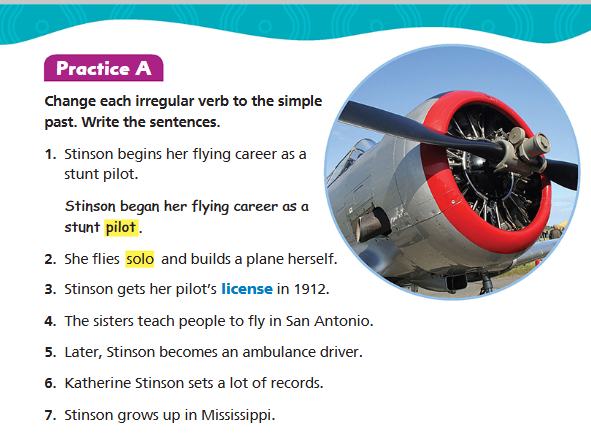 Practice A
Change each irregular verb to the simple
past. Write the sentences.
1. Stinson begins her flying career as a
stunt pilot.
Stinson began her flying career as a
stunt pilot.
2. She flies solo and builds a plane herself.
3. Stinson gets her pilot's license in 1912.
4. The sisters teach people to fly in San Antonio.
5. Later, Stinson becomes an ambulance driver.
6. Katherine Stinson sets a lot of records.
7. Stinson grows up in Mississippi.